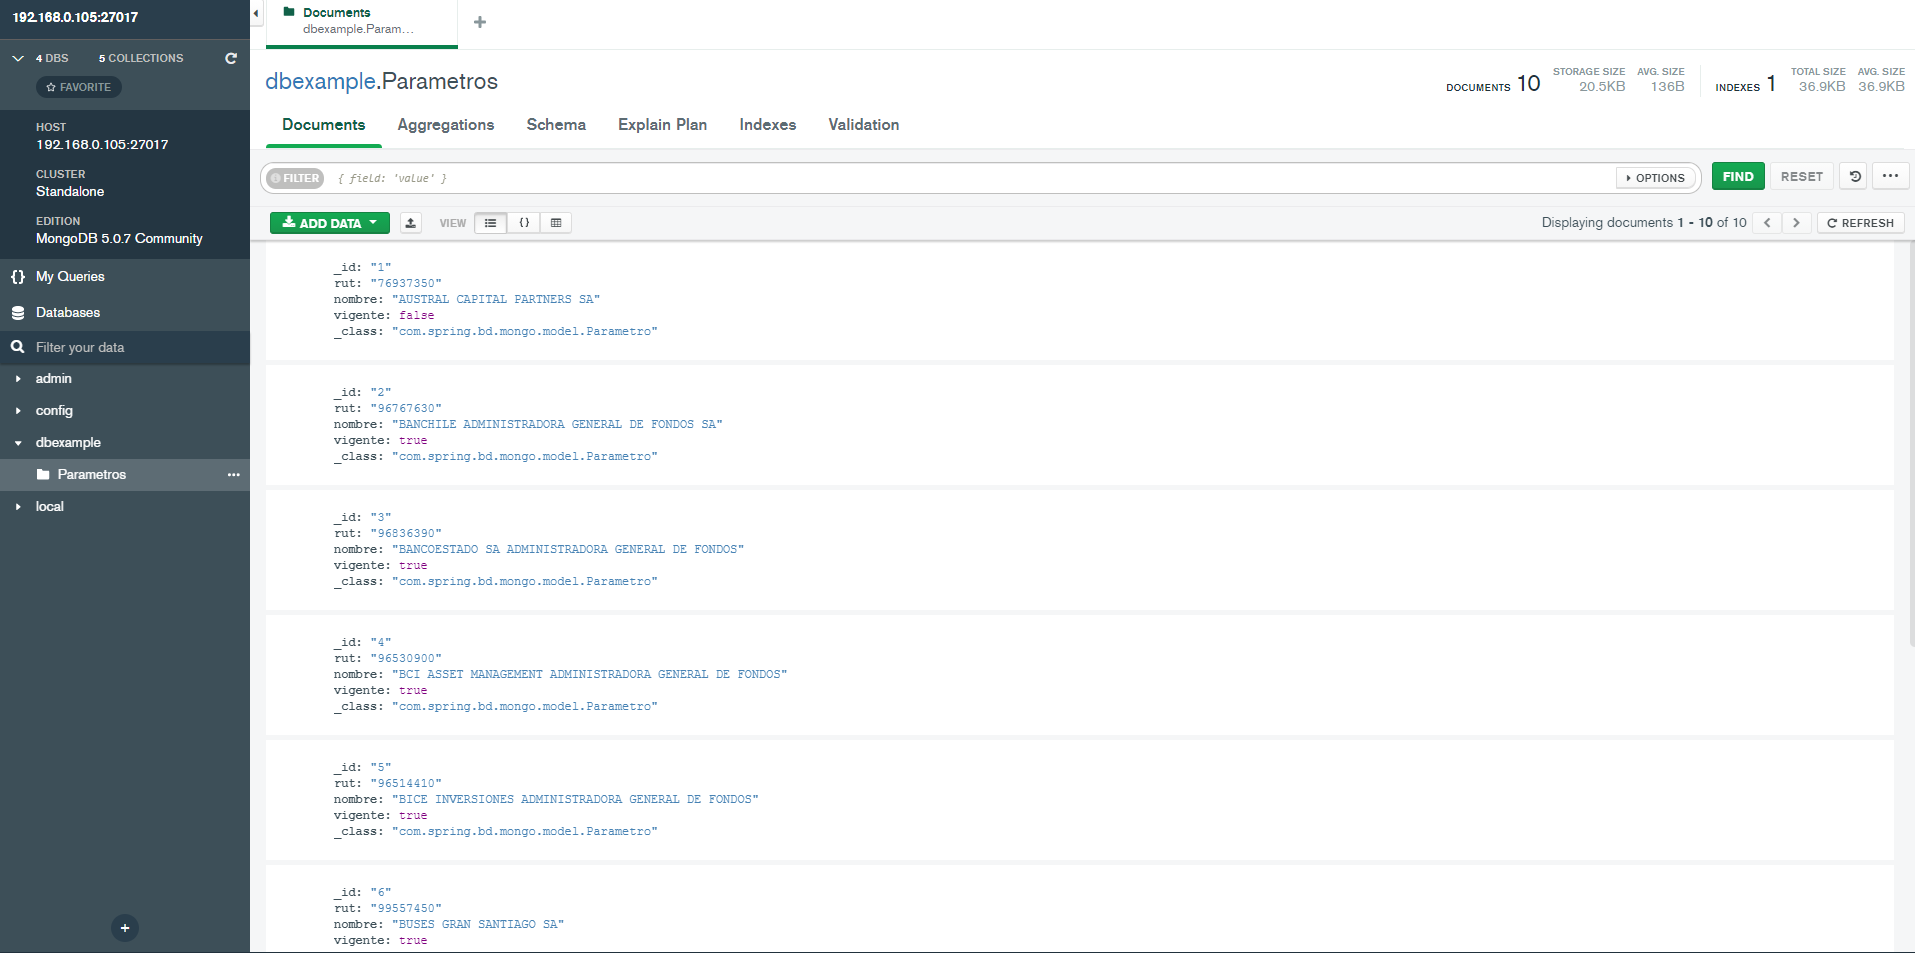 192.168.0.105:27017
4 DBS 5 COLLECTIONS
FAVORITE
HOST
192.168.0.105:27017
CLUSTER
Standalone
EDITION
MongoDB 5.0.7 Community
{} My Queries
Databases
Filter your data
admin
config
dbexample
Parametros ...
local
+
Documents
dbexample.Param...
+
dbexample.Parametros
DOCUMENTS 10
STORAGE SIZE
20.5KB
AVG. SIZE
136B
INDEXES 1
TOTAL SIZE
36.9KB
AVG. SIZE
36.9KB
Documents Aggregations Schema Explain Plan Indexes Validation
FILTER { field: 'value' } OPTIONS FIND RESET ...
ADD DATA VIEW {} Displaying documents 1 - 10 of 10 < > REFRESH
_id: "1"
rut: "76937350"
nombre: "AUSTRAL CAPITAL PARTNERS SA"
vigente: false
_class: "com.spring.bd.mongo.model.Parametro"
_id: "2"
rut: "96767630"
nombre: "BANCHILE ADMINISTRADORA GENERAL DE FONDOS SA"
vigente: true
_class: "com.spring.bd.mongo.model.Parametro"
_id: "3"
rut: "96836390"
nombre: "BANCOESTADO SA ADMINISTRADORA GENERAL DE FONDOS"
vigente: true
_class: "com.spring.bd.mongo.model.Parametro"
_id: "4"
rut: "96530900"
nombre: "BCI ASSET MANAGEMENT ADMINISTRADORA GENERAL DE FONDOS"
vigente: true
_class: "com.spring.bd.mongo.model.Parametro"
_id: "5"
rut: "96514410"
nombre: "BICE INVERSIONES ADMINISTRADORA GENERAL DE FONDOS"
vigente: true
_class: "com.spring.bd.mongo.model.Parametro"
_id: "6"
rut: "99557450"
nombre: "BUSES GRAN SANTIAGO SA"
vigente: true